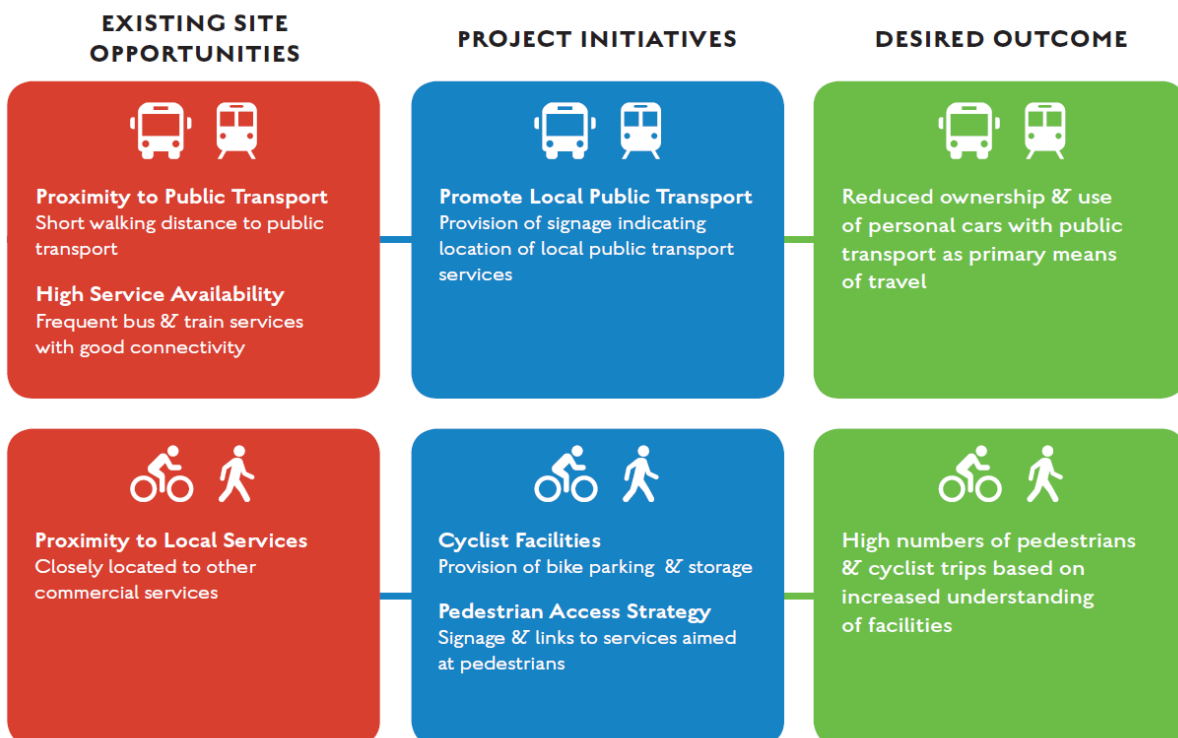 EXISTING SITE
OPPORTUNITIES
PROJECT INITIATIVES
DESIRED OUTCOME
Proximity to Public Transport
Short walking distance to public
transport
High Service Availability
Frequent bus & train services
with good connectivity
Promote Local Public Transport
Provision of signage indicating
location of local public transport
services
Reduced ownership & use
of personal cars with public
transport as primary means
of travel
Proximity to Local Services
Closely located to other
commercial services
Cyclist Facilities
Provision of bike parking & storage
Pedestrian Access Strategy
Signage & links to services aimed
at pedestrians
High numbers of pedestrians
& cyclist trips based on
increased understanding
of facilities